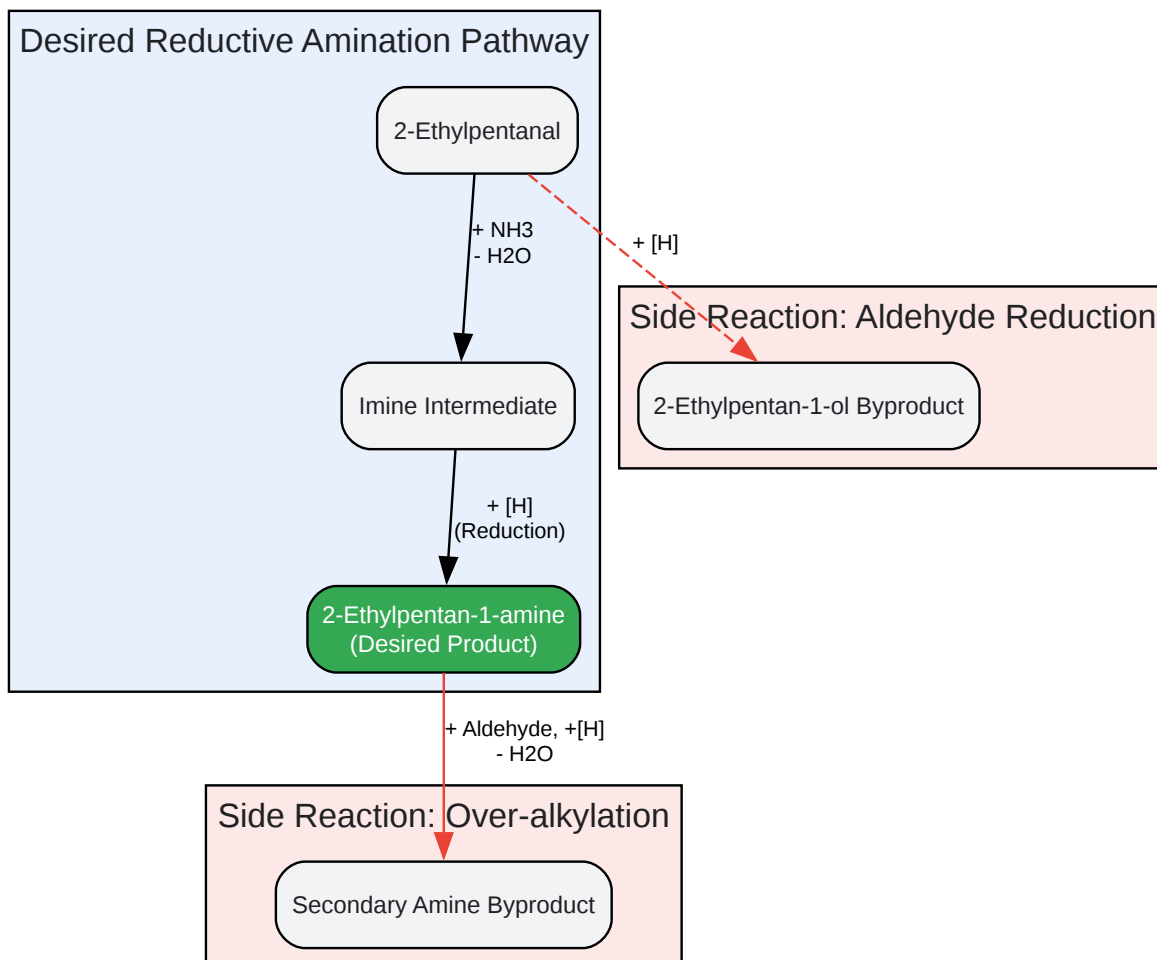 Desired Reductive Amination Pathway
2-Ethylpentanal
+ NH3
- H2O
+ [H]
Side Reaction: Aldehyde Reduction
Imine Intermediate
2-Ethylpentan-1-ol Byproduct
+ [H]
(Reduction)
2-Ethylpentan-1-amine
(Desired Product)
+ Aldehyde, +[H]
- H2O
Side Reaction: Over-alkylation
Secondary Amine Byproduct